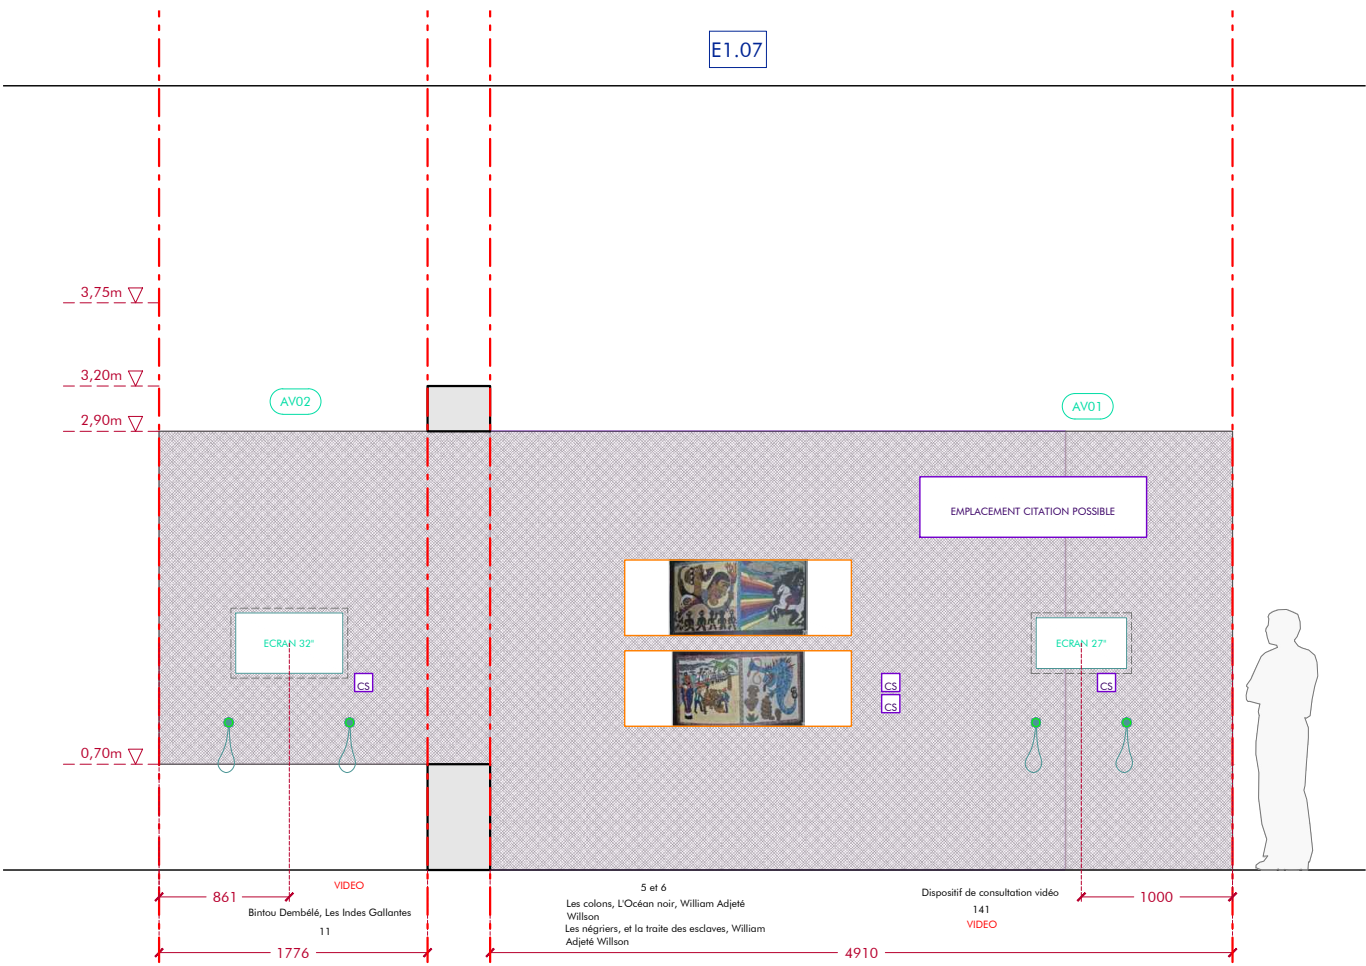 E1.07
3,75m
3,20m
2,90m
AV02
AV01
EMPLACEMENT CITATION POSSIBLE
ECRAN 32"
ECRAN 27"
CS
CS
CS
CS
0,70m
861
VIDEO
Bintou Dembélé, Les Indes Gallantes
11
1776
5 et 6
Les colons, L'Océan noir, William Adjeté
Willson
Les négriers, et la traite des esclaves, William
Adjeté Willson
Dispositif de consultation vidéo
141
VIDEO
1000
4910